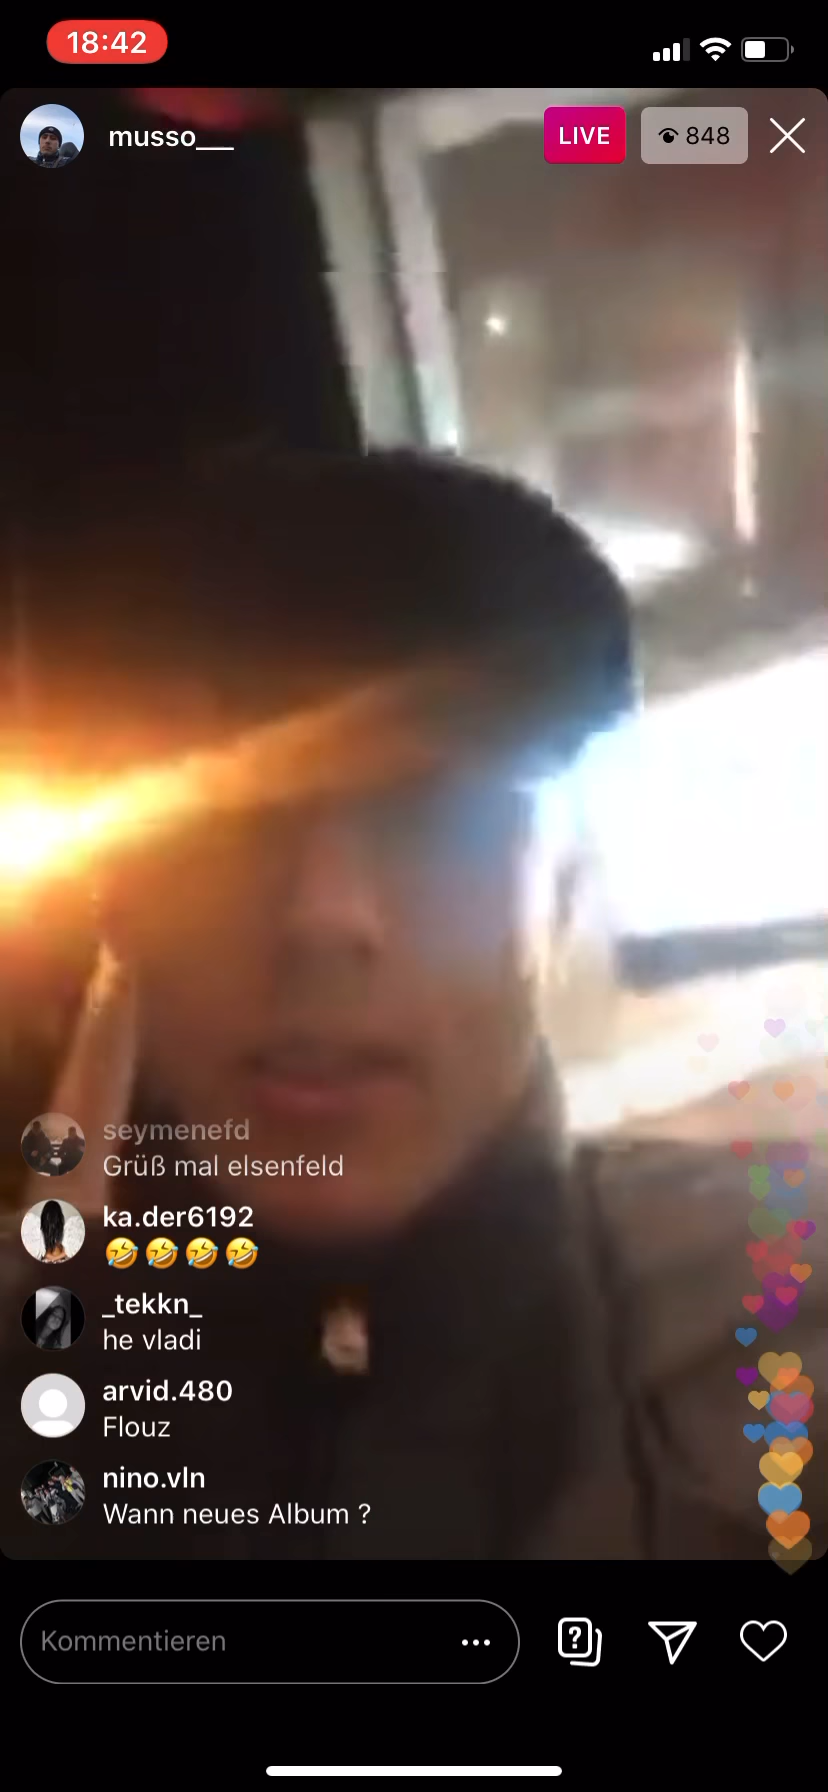 18:42
musso___
LIVE
848
seymenefd
Grüß mal elsenfeld
ka.der6192
🤣🤣🤣🤣
_tekkn_
he vladi
arvid.480
Flouz
nino.vln
Wann neues Album ?
Kommentieren